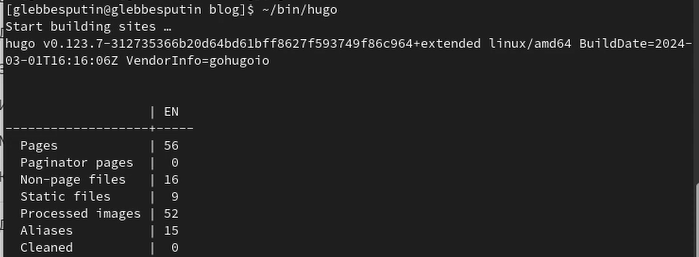 [glebbesputin@glebbesputin blog]$ ~/bin/hugo
Start building sites …
hugo v0.123.7-312735366b20d64bd61bff8627f593749f86c964+extended linux/amd64 BuildDate=2024-
03-01T16:16:06Z VendorInfo=gohugoio
| EN
-------------------+-----
Pages | 56
Paginator pages | 0
Non-page files | 16
Static files | 9
Processed images | 52
Aliases | 15
Cleaned | 0